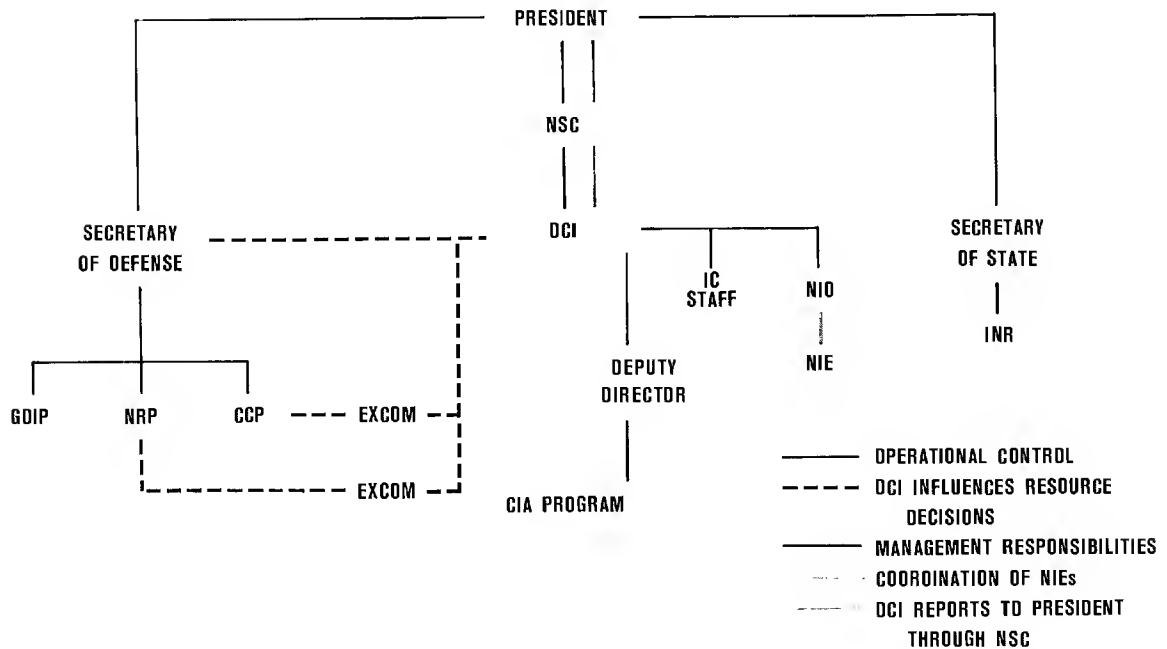 PRESIDENT
NSC
DCI
SECRETARY
OF DEFENSE
SECRETARY
OF STATE
IC
STAFF
NIO
INR
NIE
DEPUTY
DIRECTOR
GDIP
NRP
CCP
EXCOM
EXCOM
CIA PROGRAM
OPERATIONAL CONTROL
DCI INFLUENCES RESOURCE
DECISIONS
MANAGEMENT RESPONSIBILITIES
COORDINATION OF NIEs
DCI REPORTS TO PRESIDENT
THROUGH NSC